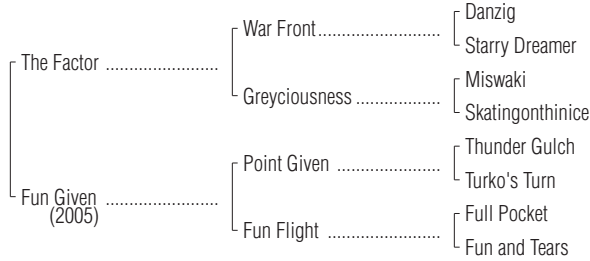 Danzig
War Front........................
Starry Dreamer
The Factor ......................
Miswaki
Greyciousness .................
Skatingonthinice
Thunder Gulch
Point Given .....................
Turko's Turn
Fun Given ......................
(2005)
Full Pocket
Fun Flight .......................
Fun and Tears